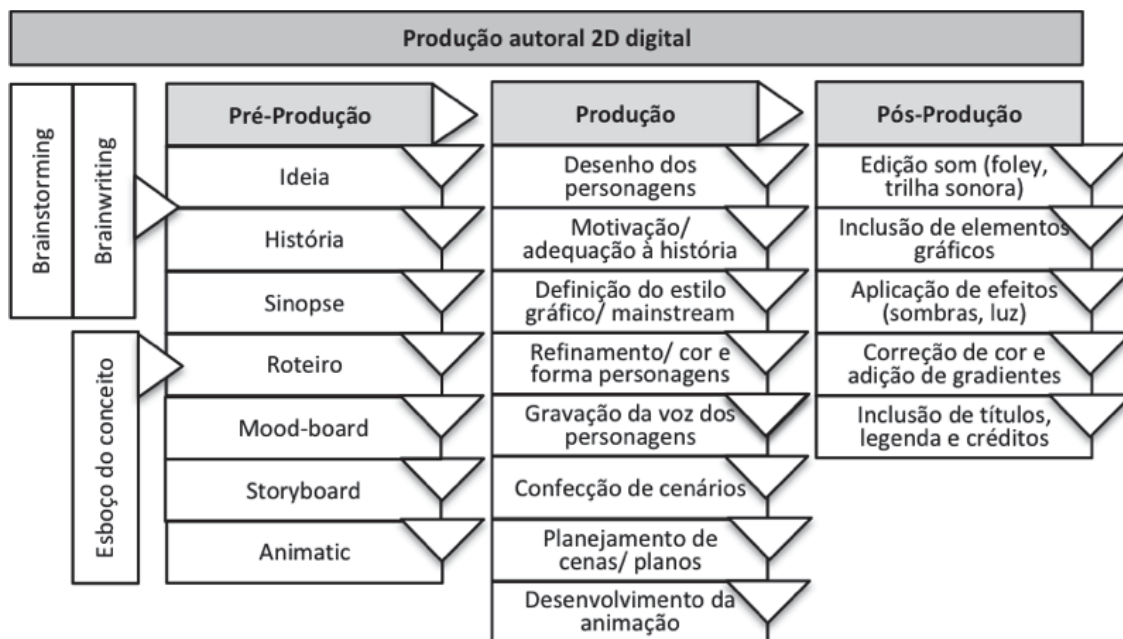 Produção autoral 2D digital
Brainstorming
Brainwriting
Esboço do conceito
Pré-Produção
Ideia
História
Sinopse
Roteiro
Mood-board
Storyboard
Animatic
Produção
Desenho dos
personagens
Motivação/
adequação à história
Definição do estilo
gráfico/ mainstream
Refinamento/ cor e
forma personagens
Gravação da voz dos
personagens
Confecção de cenários
Planejamento de
cenas/ planos
Desenvolvimento da
animação
Pós-Produção
Edição som (foley,
trilha sonora)
Inclusão de elementos
gráficos
Aplicação de efeitos
(sombras, luz)
Correção de cor e
adição de gradientes
Inclusão de títulos,
legenda e créditos